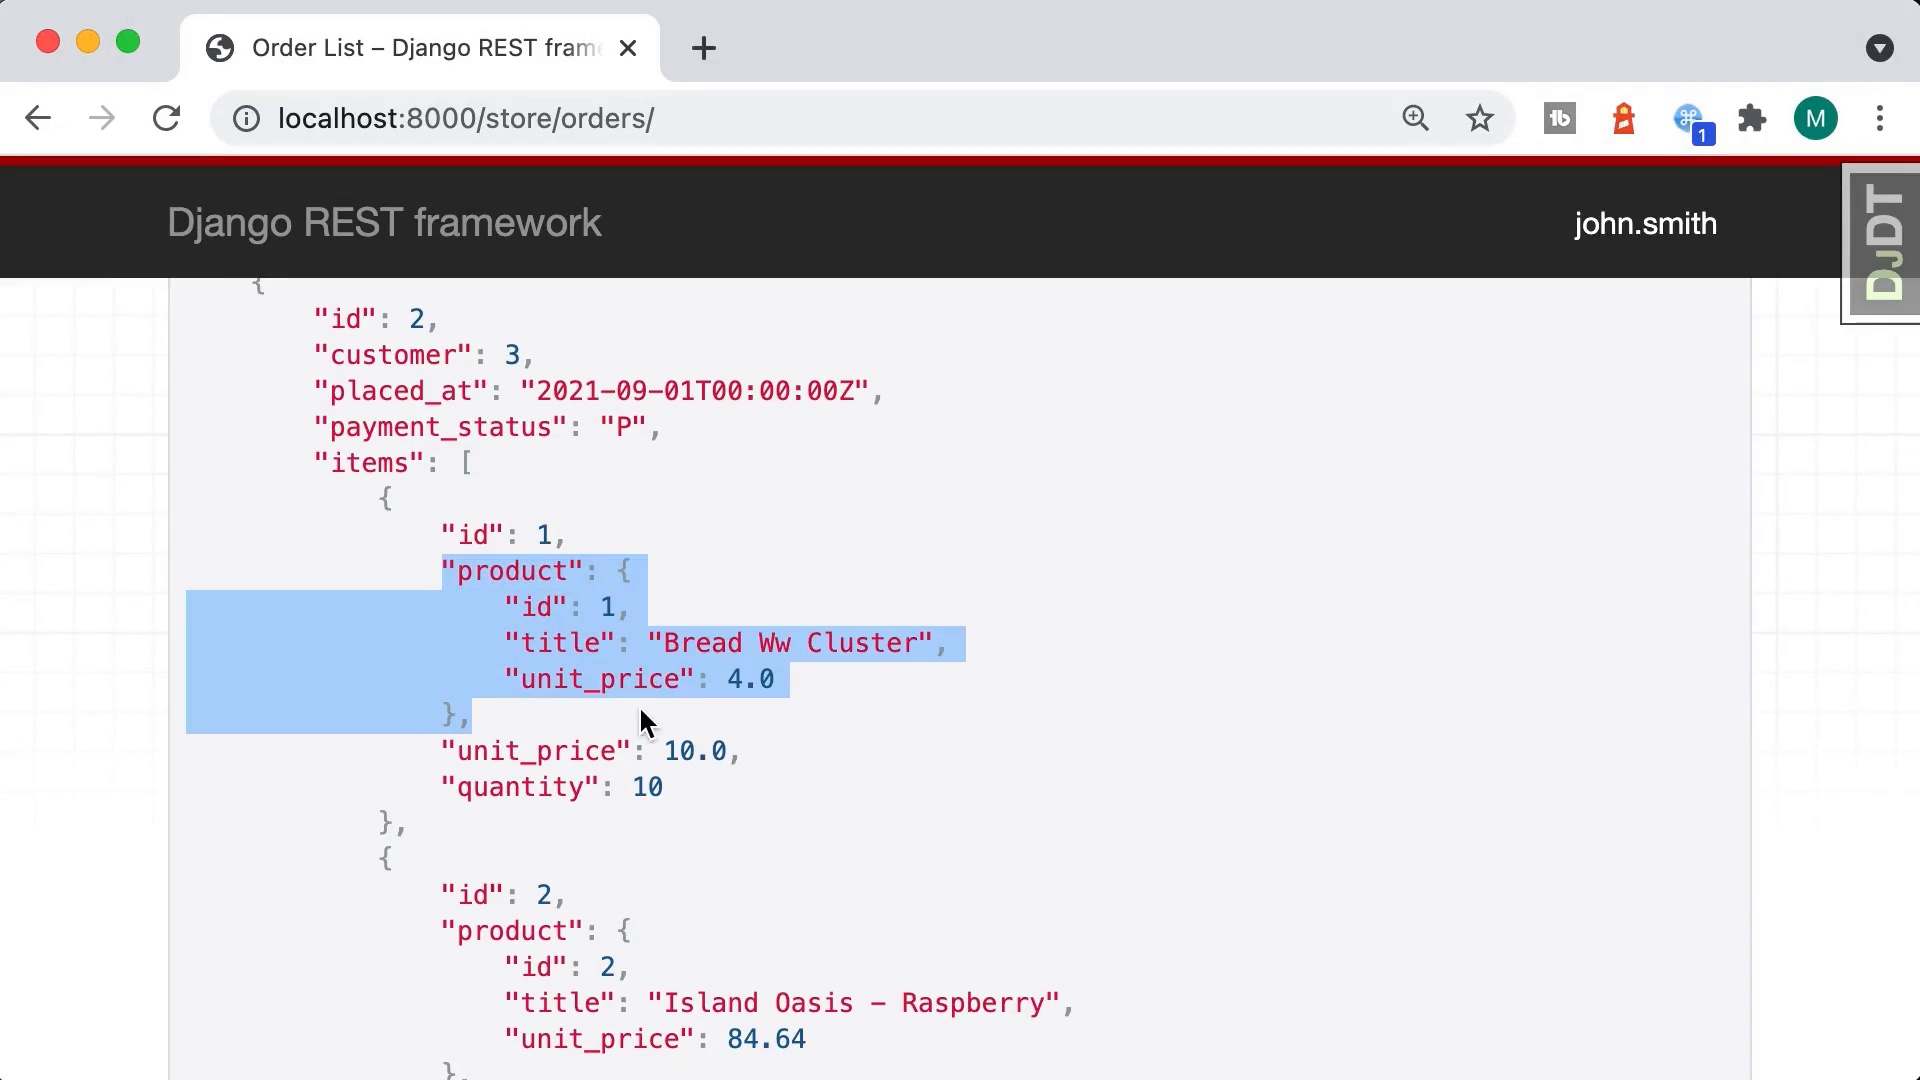 Order List – Django REST frame
localhost:8000/store/orders/
1
M
Django REST framework
john.smith
DJDT
{
"id": 2,
"customer": 3,
"placed_at": "2021-09-01T00:00:00Z",
"payment_status": "P",
"items": [
{
"id": 1,
"product": {
"id": 1,
"title": "Bread Ww Cluster",
"unit_price": 4.0
},
"unit_price": 10.0,
"quantity": 10
},
{
"id": 2,
"product": {
"id": 2,
"title": "Island Oasis - Raspberry",
"unit_price": 84.64
},